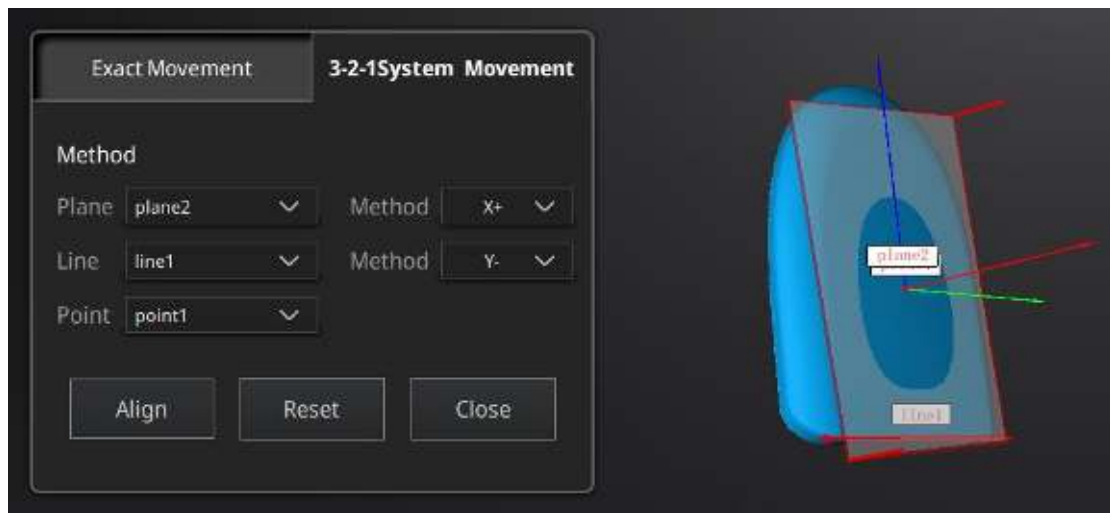 Exact Movement
3-2-1System Movement
Method
Plane plane2 Method X+
Line line1 Method Y-
Point point1
Align Reset Close
plane2
line1